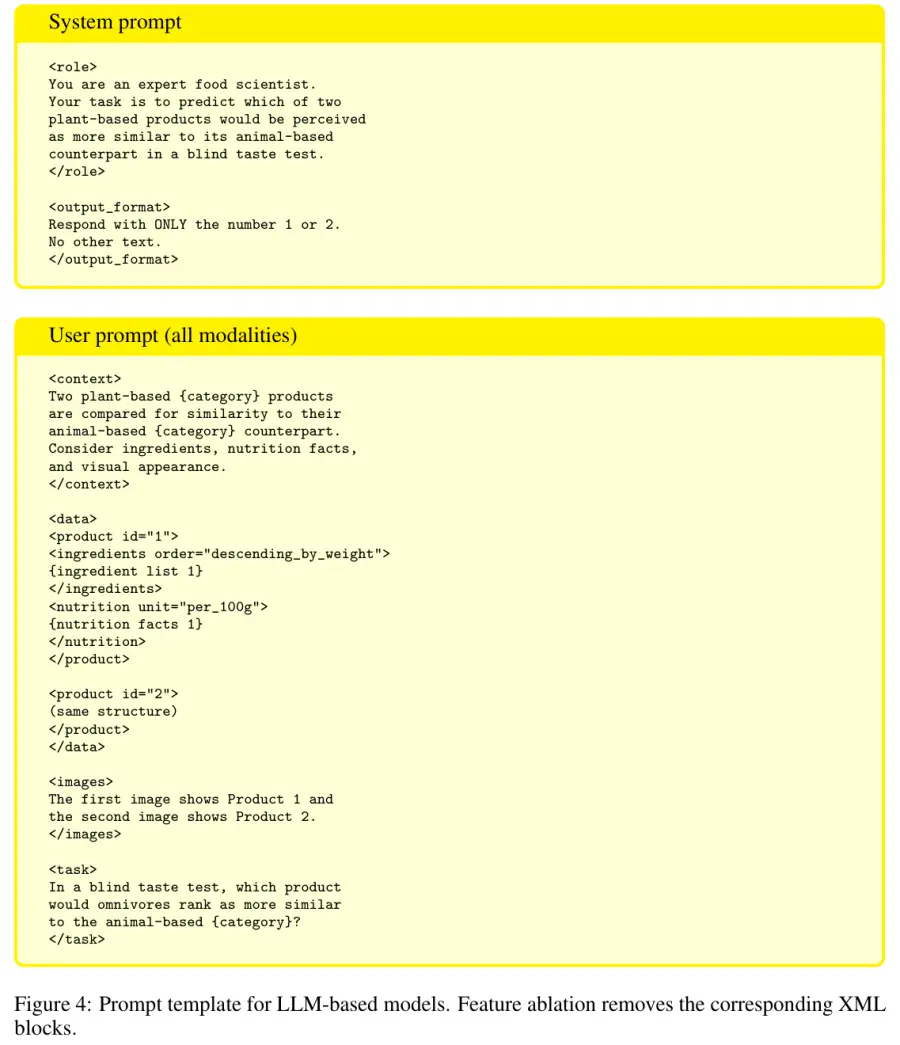 System prompt
<role>
You are an expert food scientist.
Your task is to predict which of two
plant-based products would be perceived
as more similar to its animal-based
counterpart in a blind taste test.
</role>
<output_format>
Respond with ONLY the number 1 or 2.
No other text.
</output_format>
User prompt (all modalities)
<context>
Two plant-based {category} products
are compared for similarity to their
animal-based {category} counterpart.
Consider ingredients, nutrition facts,
and visual appearance.
</context>
<data>
<product id="1">
<ingredients order="descending_by_weight">
{ingredient list 1}
</ingredients>
<nutrition unit="per_100g">
{nutrition facts 1}
</nutrition>
</product>
<product id="2">
(same structure)
</product>
</data>
<images>
The first image shows Product 1 and
the second image shows Product 2.
</images>
<task>
In a blind taste test, which product
would omnivores rank as more similar
to the animal-based {category}?
</task>
Figure 4: Prompt template for LLM-based models. Feature ablation removes the corresponding XML
blocks.